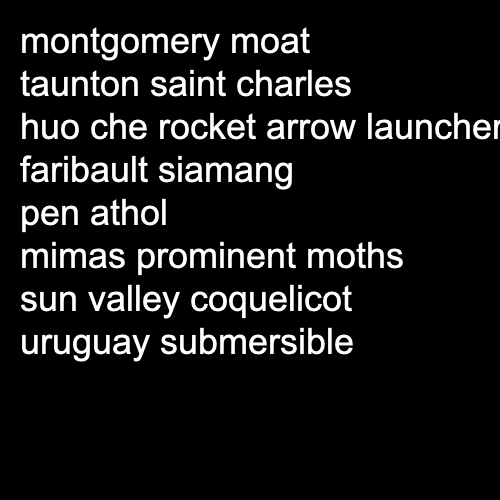 montgomery moat
taunton saint charles
huo che rocket arrow launcher
faribault siamang
pen athol
mimas prominent moths
sun valley coquelicot
uruguay submersible